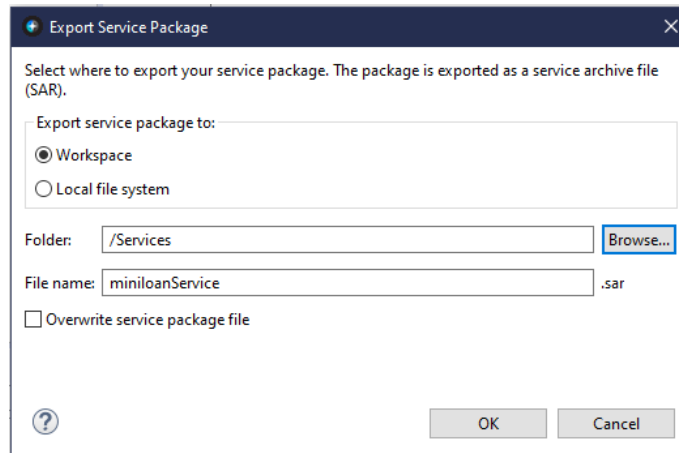 Export Service Package
Select where to export your service package. The package is exported as a service archive file
(SAR).
Export service package to:
Workspace
Local file system
Folder: /Services Browse...
File name: miniloanService .sar
Overwrite service package file
OK Cancel